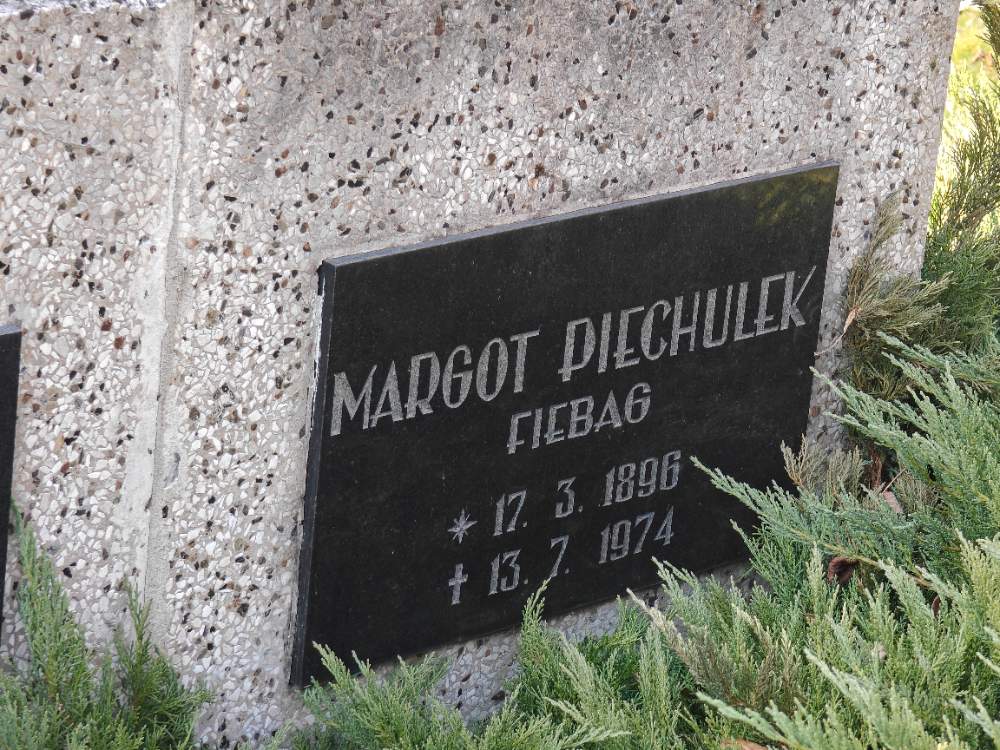 MARGOT PIECHULEK
FIEBAG
* 17. 3. 1896
† 13. 7. 1974